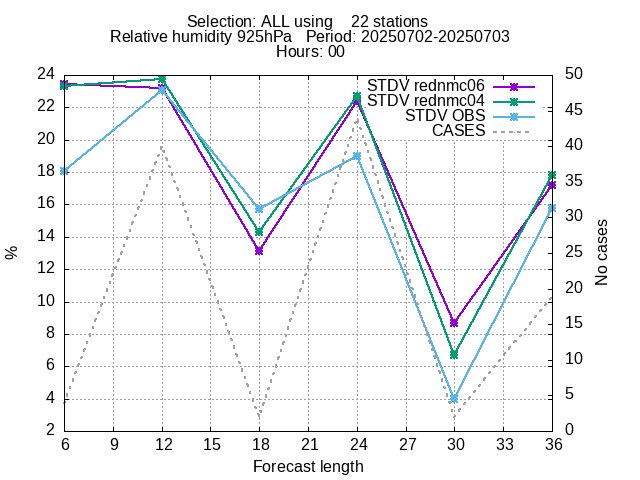 Selection: ALL using    22 stations
Relative humidity 925hPa   Period: 20250702-20250703
Hours: 00
STDV rednmc06
STDV rednmc04
STDV OBS
CASES
24
22
20
18
16
14
12
10
8
6
4
2
%
50
45
40
35
30
25
20
15
10
5
0
No cases
6 9 12 15 18 21 24 27 30 33 36
Forecast length